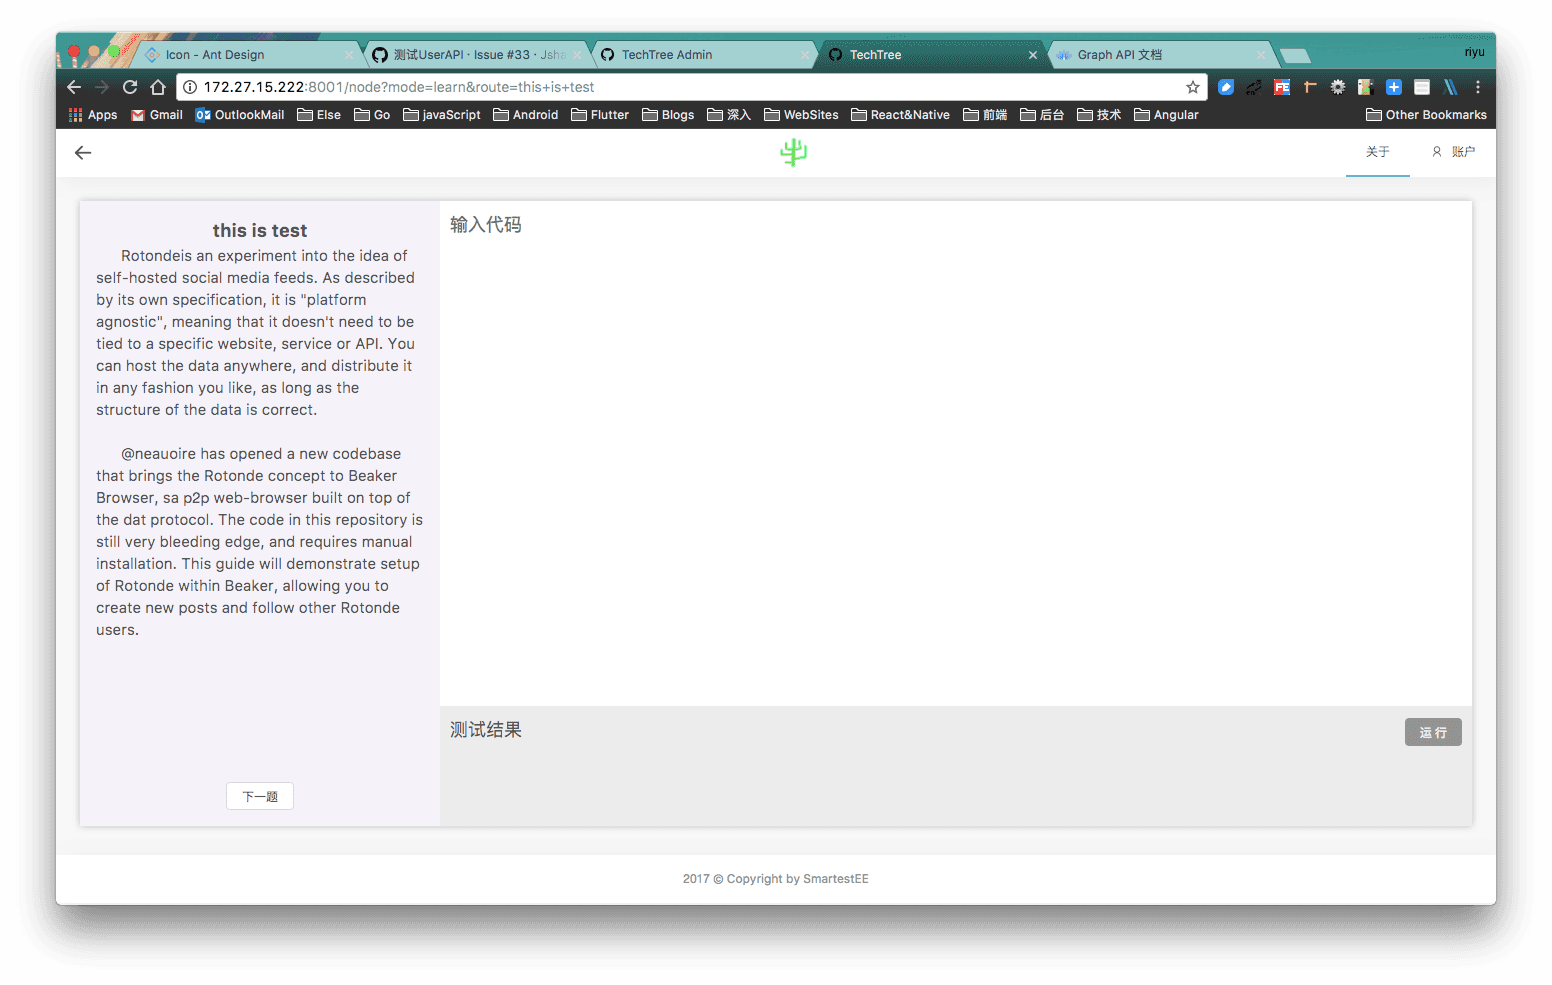 Icon - Ant Design
测试UserAPI · Issue #33 · Jsha
TechTree Admin
TechTree
Graph API 文档
riyu
172.27.15.222:8001/node?mode=learn&route=this+is+test
Apps
Gmail
OutlookMail
Else
Go
javaScript
Android
Flutter
Blogs
深入
WebSites
React&Native
前端
后台
技术
Angular
Other Bookmarks
关于
账户
this is test
Rotondeis an experiment into the idea of
self-hosted social media feeds. As described
by its own specification, it is "platform
agnostic", meaning that it doesn't need to be
tied to a specific website, service or API. You
can host the data anywhere, and distribute it
in any fashion you like, as long as the
structure of the data is correct.
@neauoire has opened a new codebase
that brings the Rotonde concept to Beaker
Browser, sa p2p web-browser built on top of
the dat protocol. The code in this repository is
still very bleeding edge, and requires manual
installation. This guide will demonstrate setup
of Rotonde within Beaker, allowing you to
create new posts and follow other Rotonde
users.
下一题
输入代码
测试结果
运行
2017 © Copyright by SmartestEE